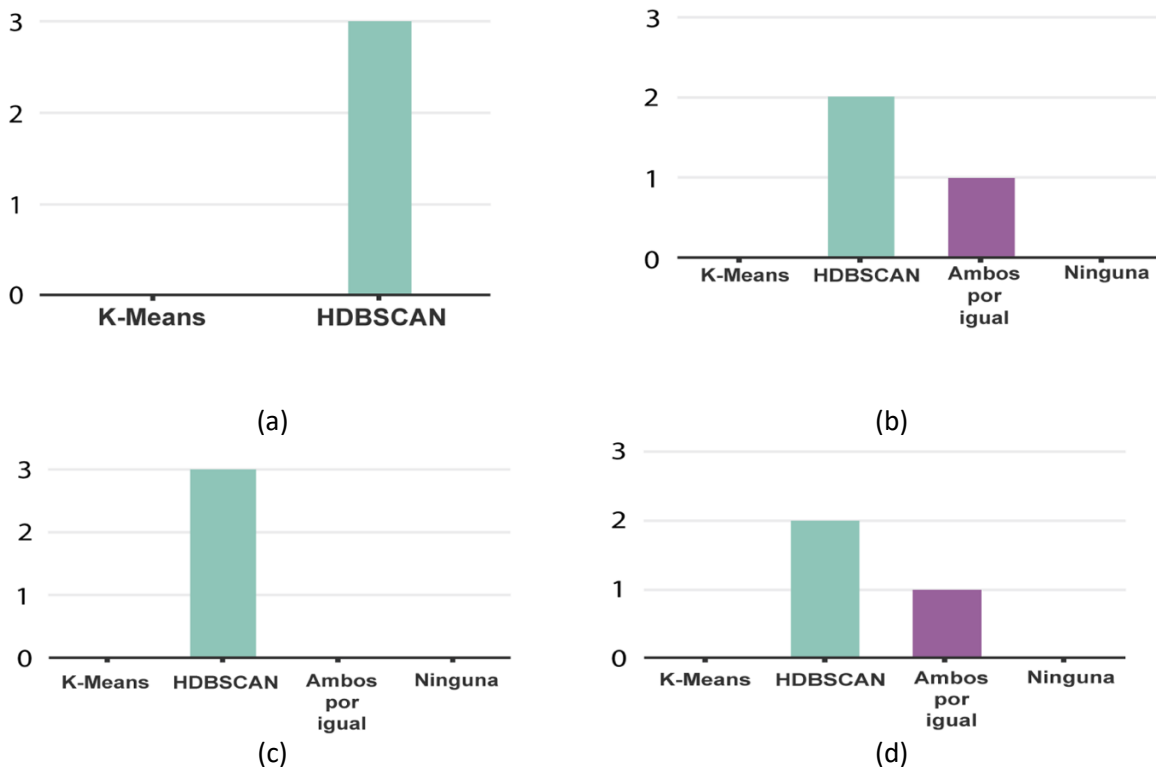 3
2
1
0
K-Means HDBSCAN
(a)
3
2
1
0
K-Means HDBSCAN Ambos Ninguna
por
igual
(b)
3
2
1
0
K-Means HDBSCAN Ambos Ninguna
por
igual
(c)
3
2
1
0
K-Means HDBSCAN Ambos Ninguna
por
igual
(d)